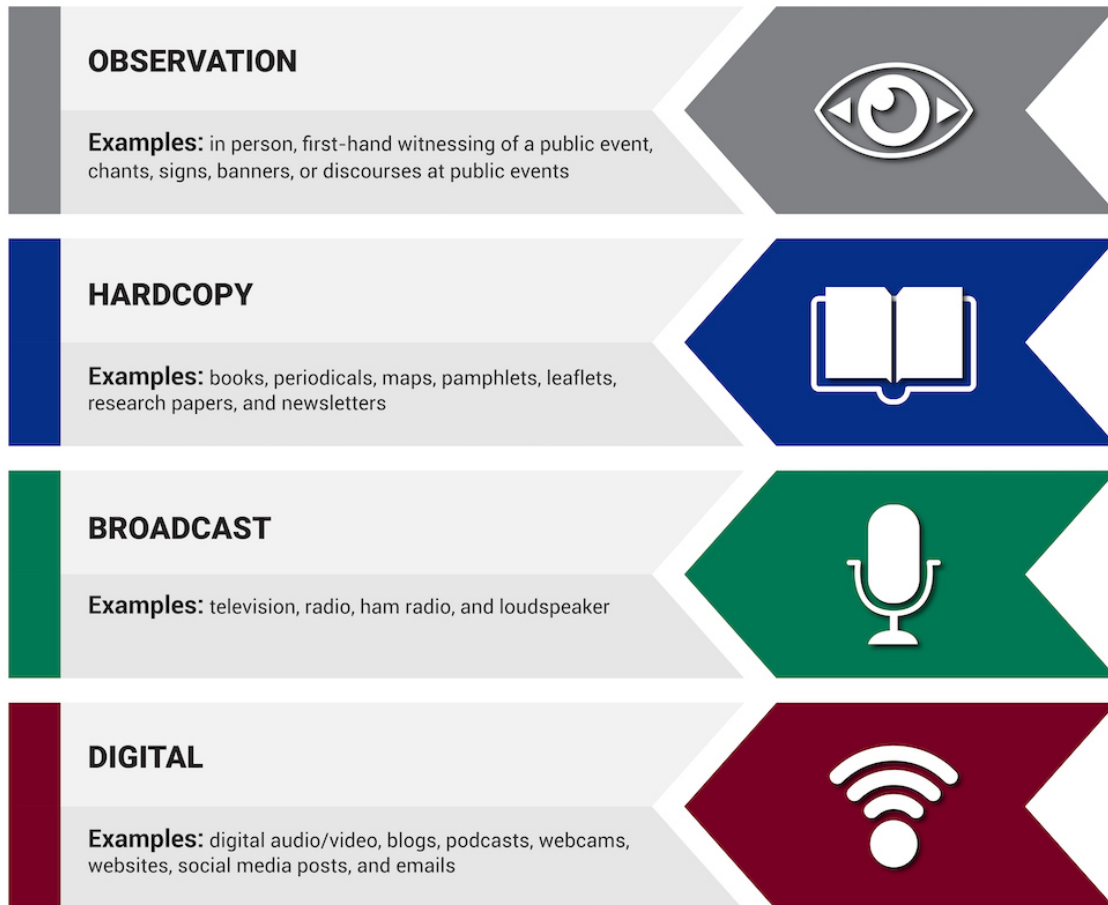 OBSERVATION
Examples: in person, first-hand witnessing of a public event,
chants, signs, banners, or discourses at public events
HARDCOPY
Examples: books, periodicals, maps, pamphlets, leaflets,
research papers, and newsletters
BROADCAST
Examples: television, radio, ham radio, and loudspeaker
DIGITAL
Examples: digital audio/video, blogs, podcasts, webcams,
websites, social media posts, and emails